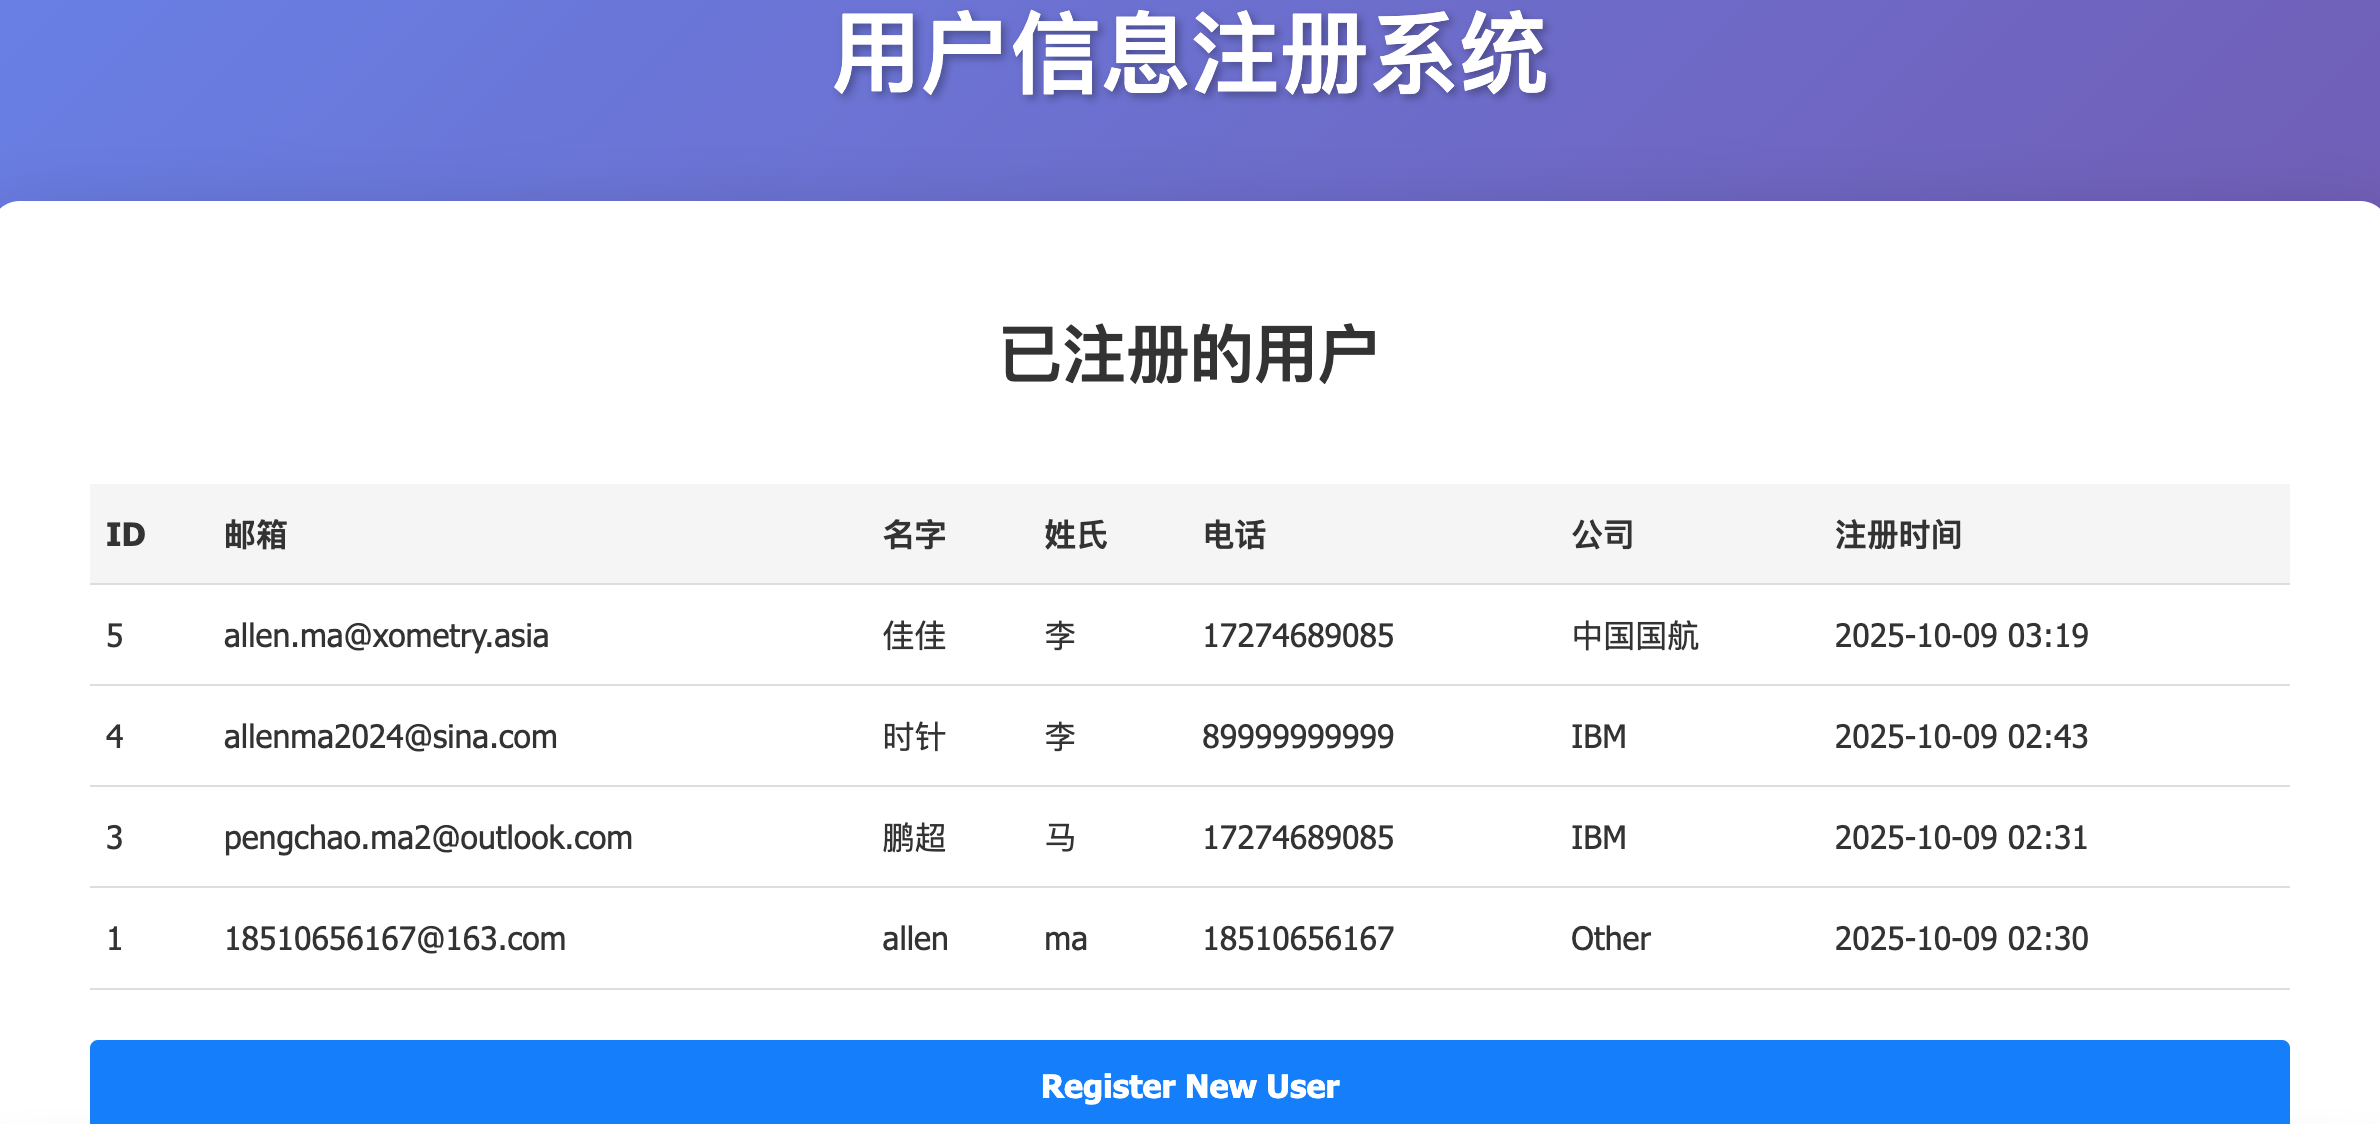 用户信息注册系统
已注册的用户
ID 邮箱 名字 姓氏 电话 公司 注册时间
5 allen.ma@xometry.asia 佳佳 李 17274689085 中国国航 2025-10-09 03:19
4 allenma2024@sina.com 时针 李 89999999999 IBM 2025-10-09 02:43
3 pengchao.ma2@outlook.com 鹏超 马 17274689085 IBM 2025-10-09 02:31
1 18510656167@163.com allen ma 18510656167 Other 2025-10-09 02:30
Register New User